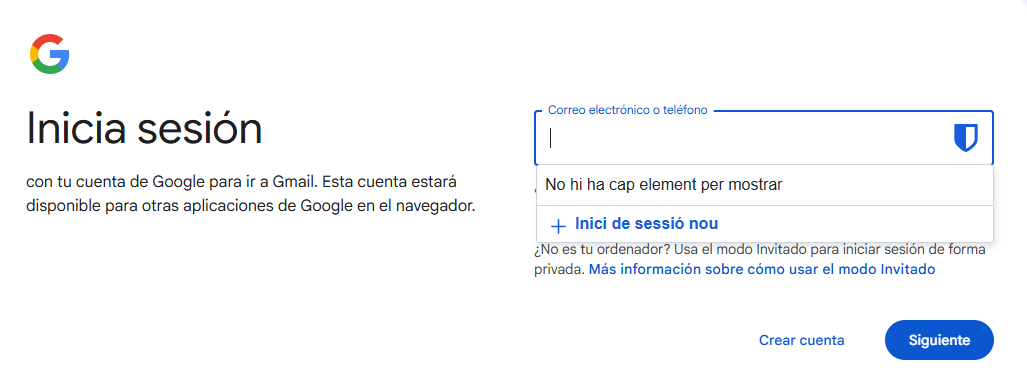 Inicia sesión
con tu cuenta de Google para ir a Gmail. Esta cuenta estará
disponible para otras aplicaciones de Google en el navegador.
Correo electrónico o teléfono
No hi ha cap element per mostrar
Inici de sessió nou
¿No es tu ordenador? Usa el modo Invitado para iniciar sesión de forma
privada. Más información sobre cómo usar el modo Invitado
Crear cuenta
Siguiente